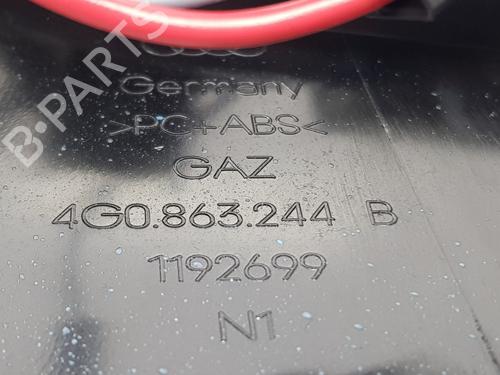 B-PARTS
Germany
>PC+ABS<
GAZ
4G0.863.244 B
1192699
N1